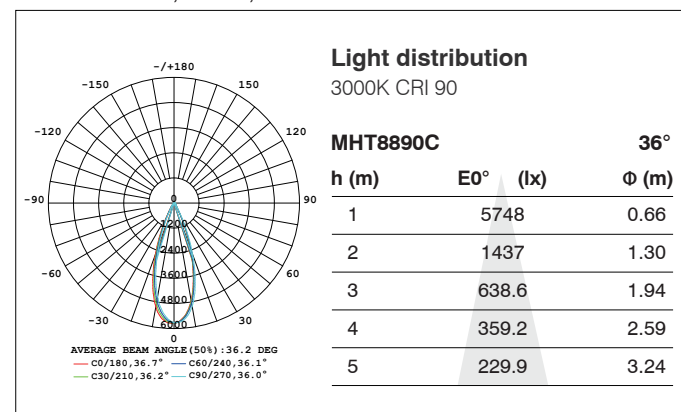 -/+180
-150 150
-120 120
-90 90
-60 60
-30 30
0
0
1200
2400
3600
4800
6000
AVERAGE BEAM ANGLE(50%):36.2 DEG
C0/180,36.7° C60/240,36.1°
C30/210,36.2° C90/270,36.0°
Light distribution
3000K CRI 90
MHT8890C 36°
h (m) E0° (lx) Φ (m)
1 5748 0.66
2 1437 1.30
3 638.6 1.94
4 359.2 2.59
5 229.9 3.24